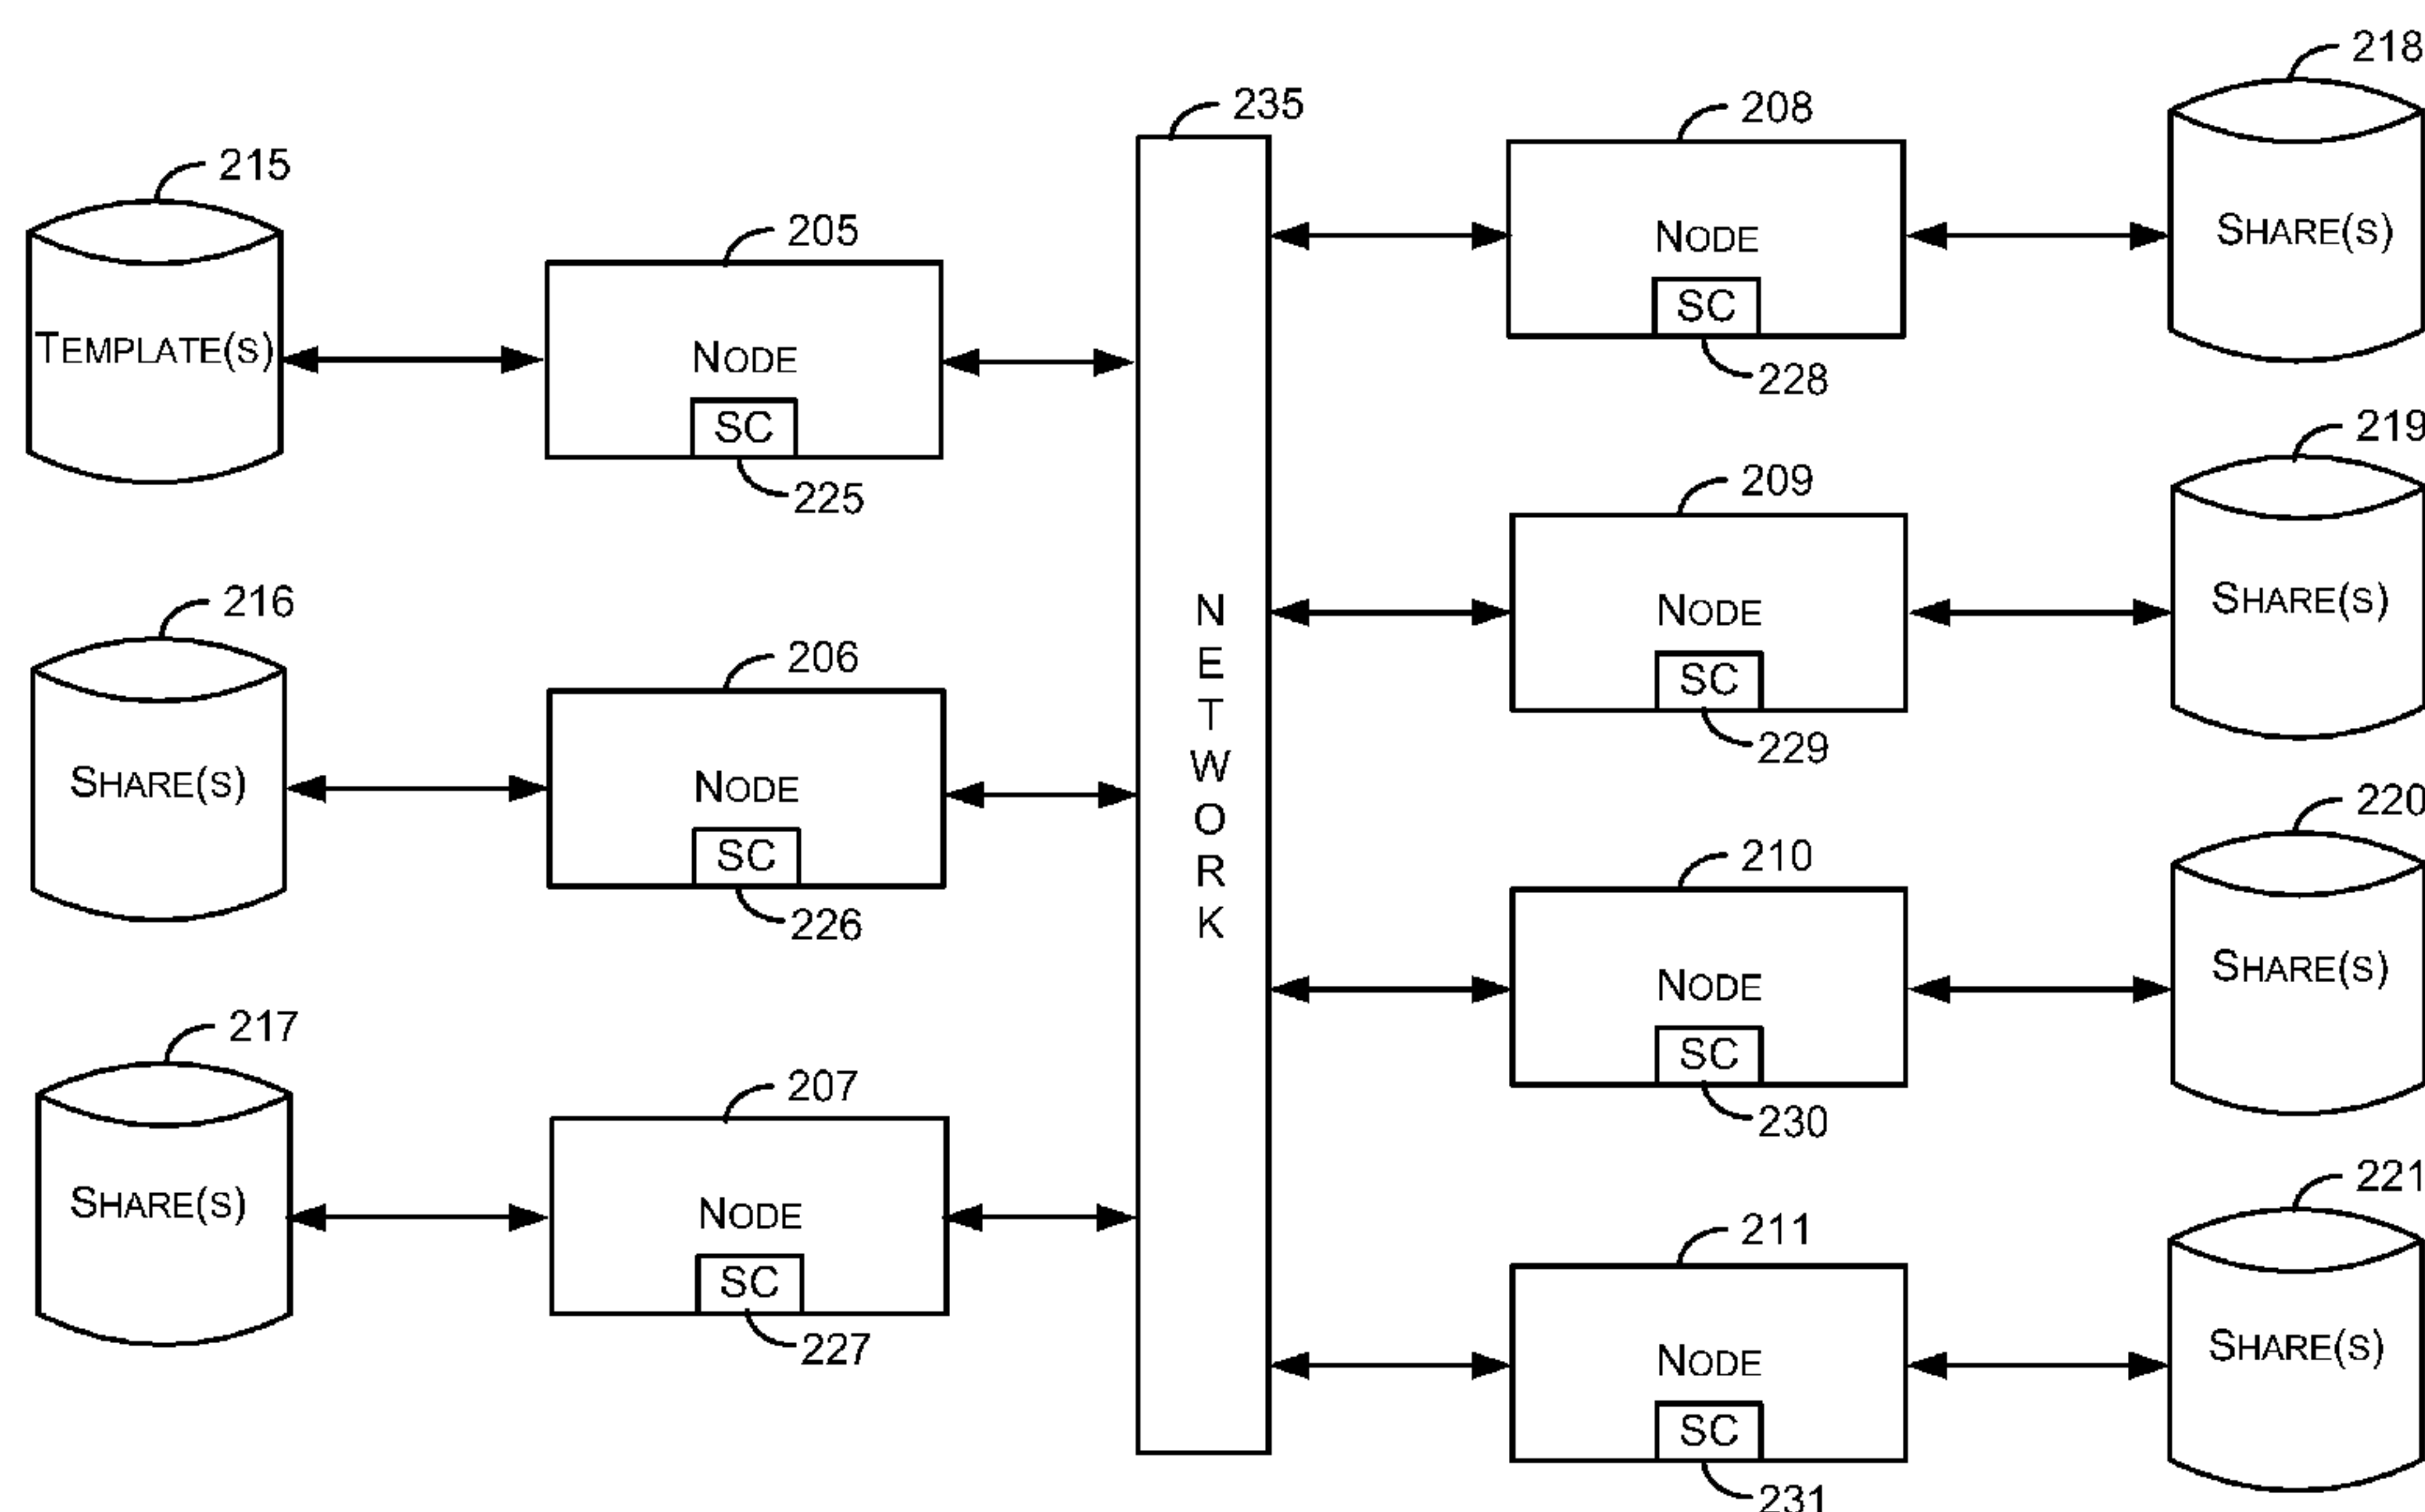 215
TEMPLATE(S)
205
NODE
SC
225
216
SHARE(S)
206
NODE
SC
226
217
SHARE(S)
207
NODE
SC
227
235
NETWORK
208
NODE
SC
228
218
SHARE(S)
209
NODE
SC
229
219
SHARE(S)
210
NODE
SC
230
220
SHARE(S)
211
NODE
SC
231
221
SHARE(S)